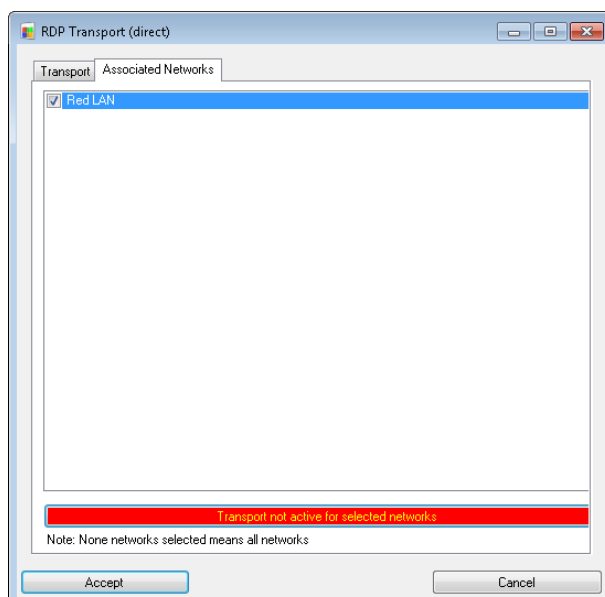 RDP Transport (direct)
Transport
Associated Networks
Red LAN
Transport not active for selected networks
Note: None networks selected means all networks
Accept
Cancel